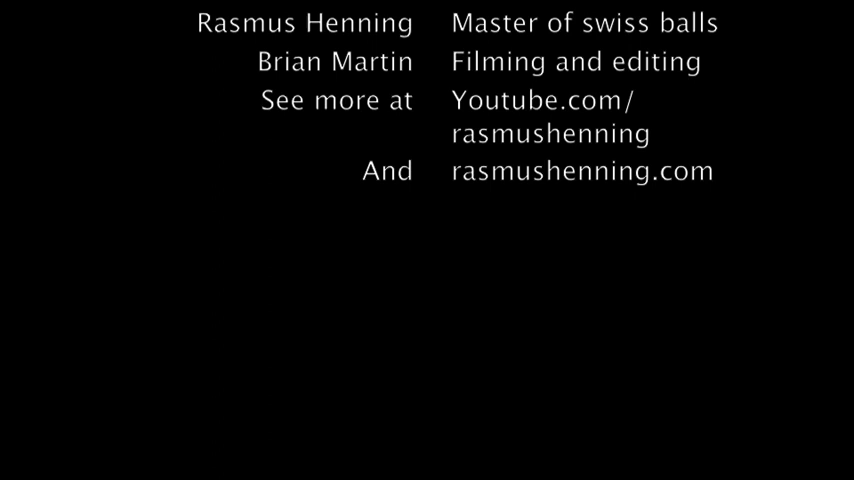 Rasmus Henning Master of swiss balls
Brian Martin Filming and editing
See more at Youtube.com/
rasmushenning
And rasmushenning.com